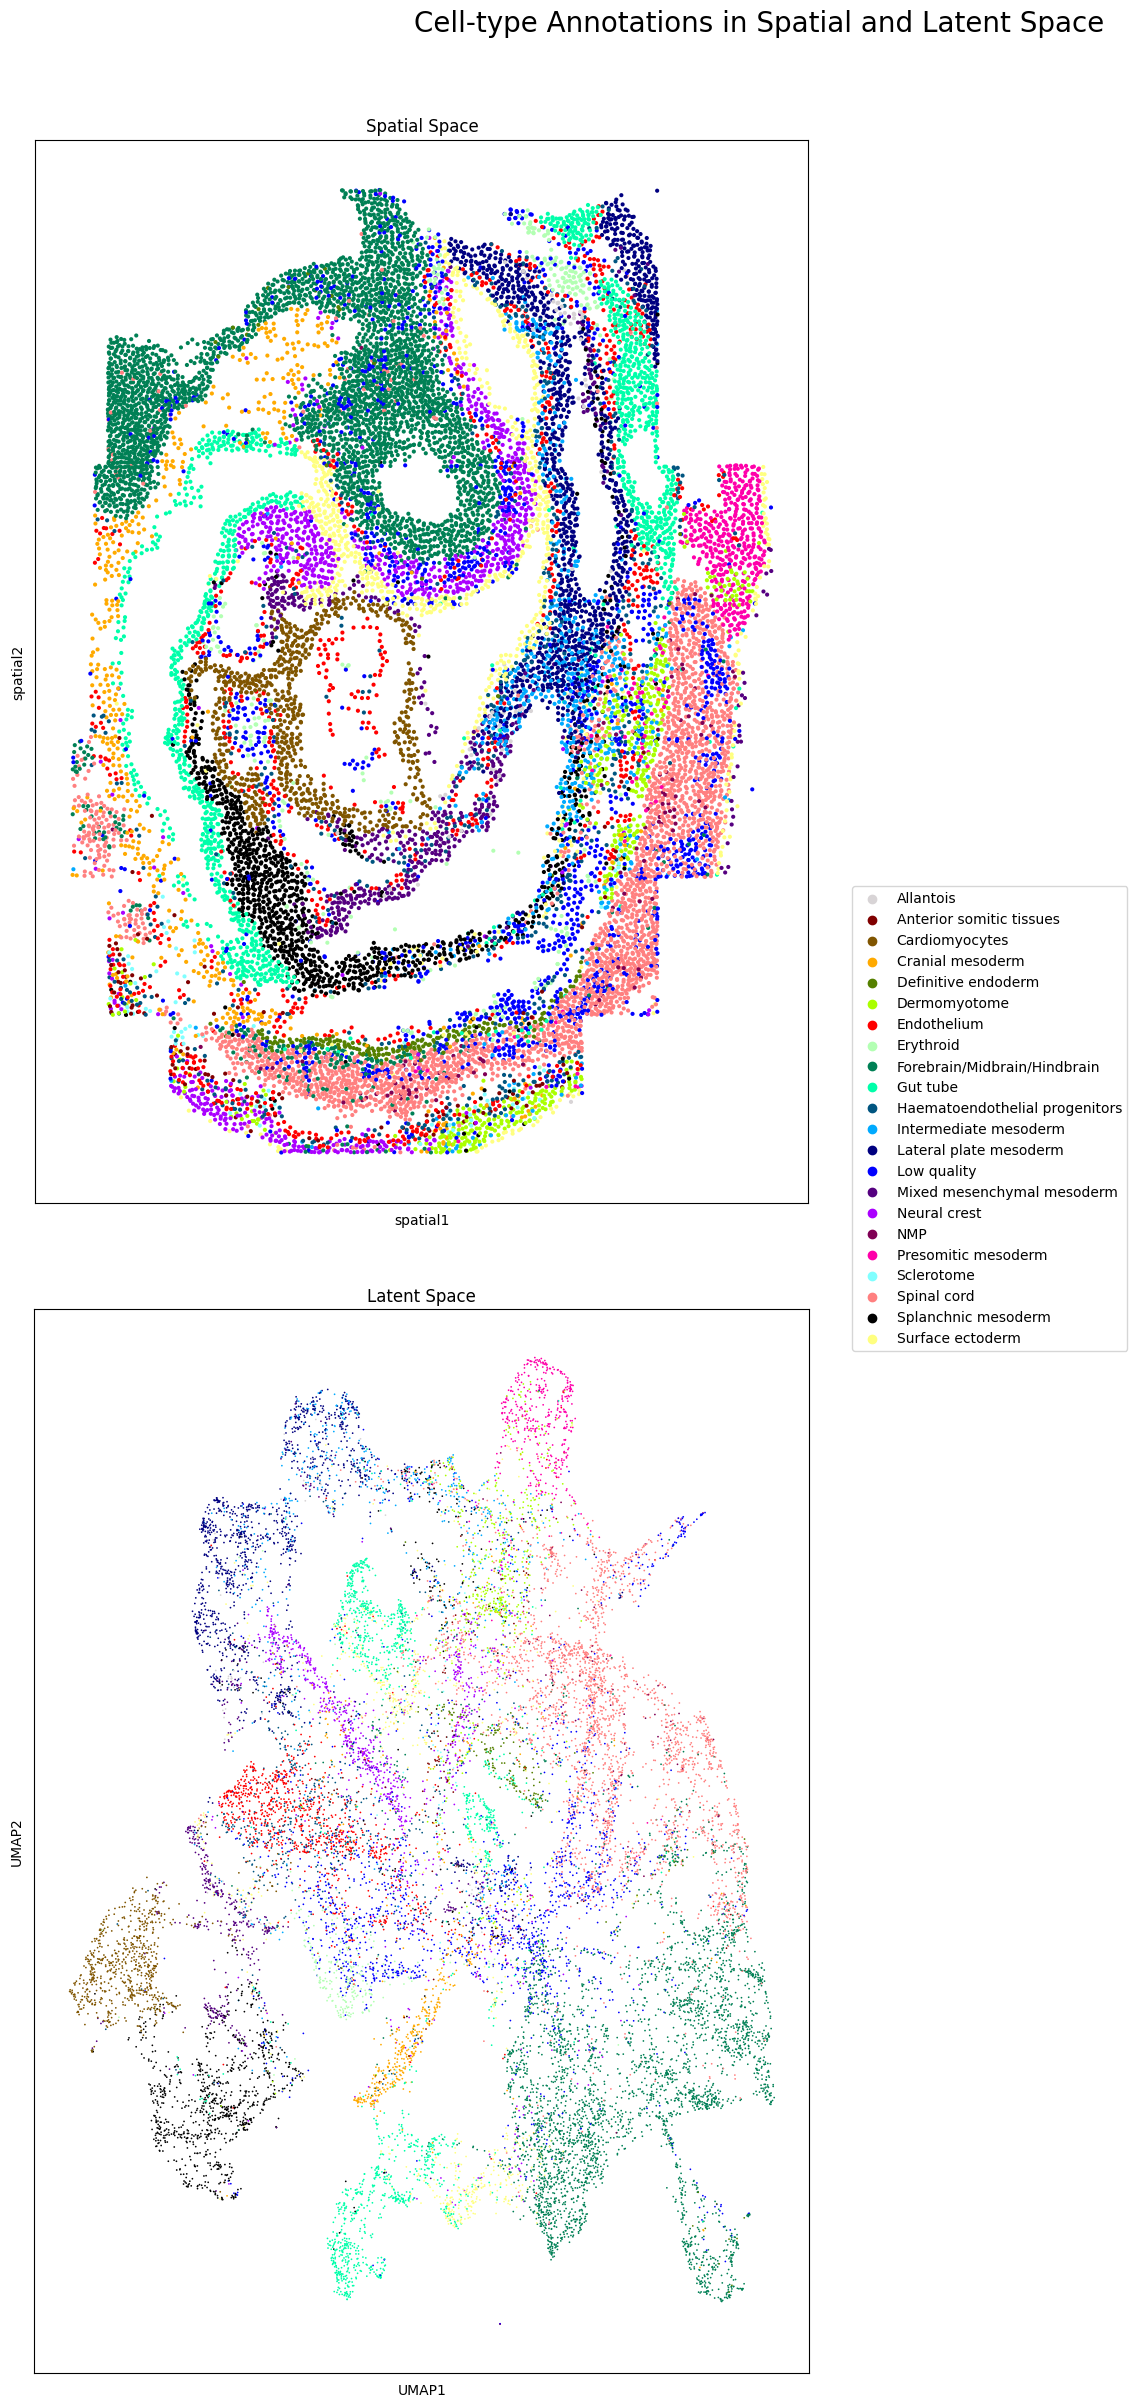 Cell-type Annotations in Spatial and Latent Space
Spatial Space
spatial2
spatial1
Allantois
Anterior somitic tissues
Cardiomyocytes
Cranial mesoderm
Definitive endoderm
Dermomyotome
Endothelium
Erythroid
Forebrain/Midbrain/Hindbrain
Gut tube
Haematoendothelial progenitors
Intermediate mesoderm
Lateral plate mesoderm
Low quality
Mixed mesenchymal mesoderm
Neural crest
NMP
Presomitic mesoderm
Sclerotome
Spinal cord
Splanchnic mesoderm
Surface ectoderm
Latent Space
UMAP2
UMAP1